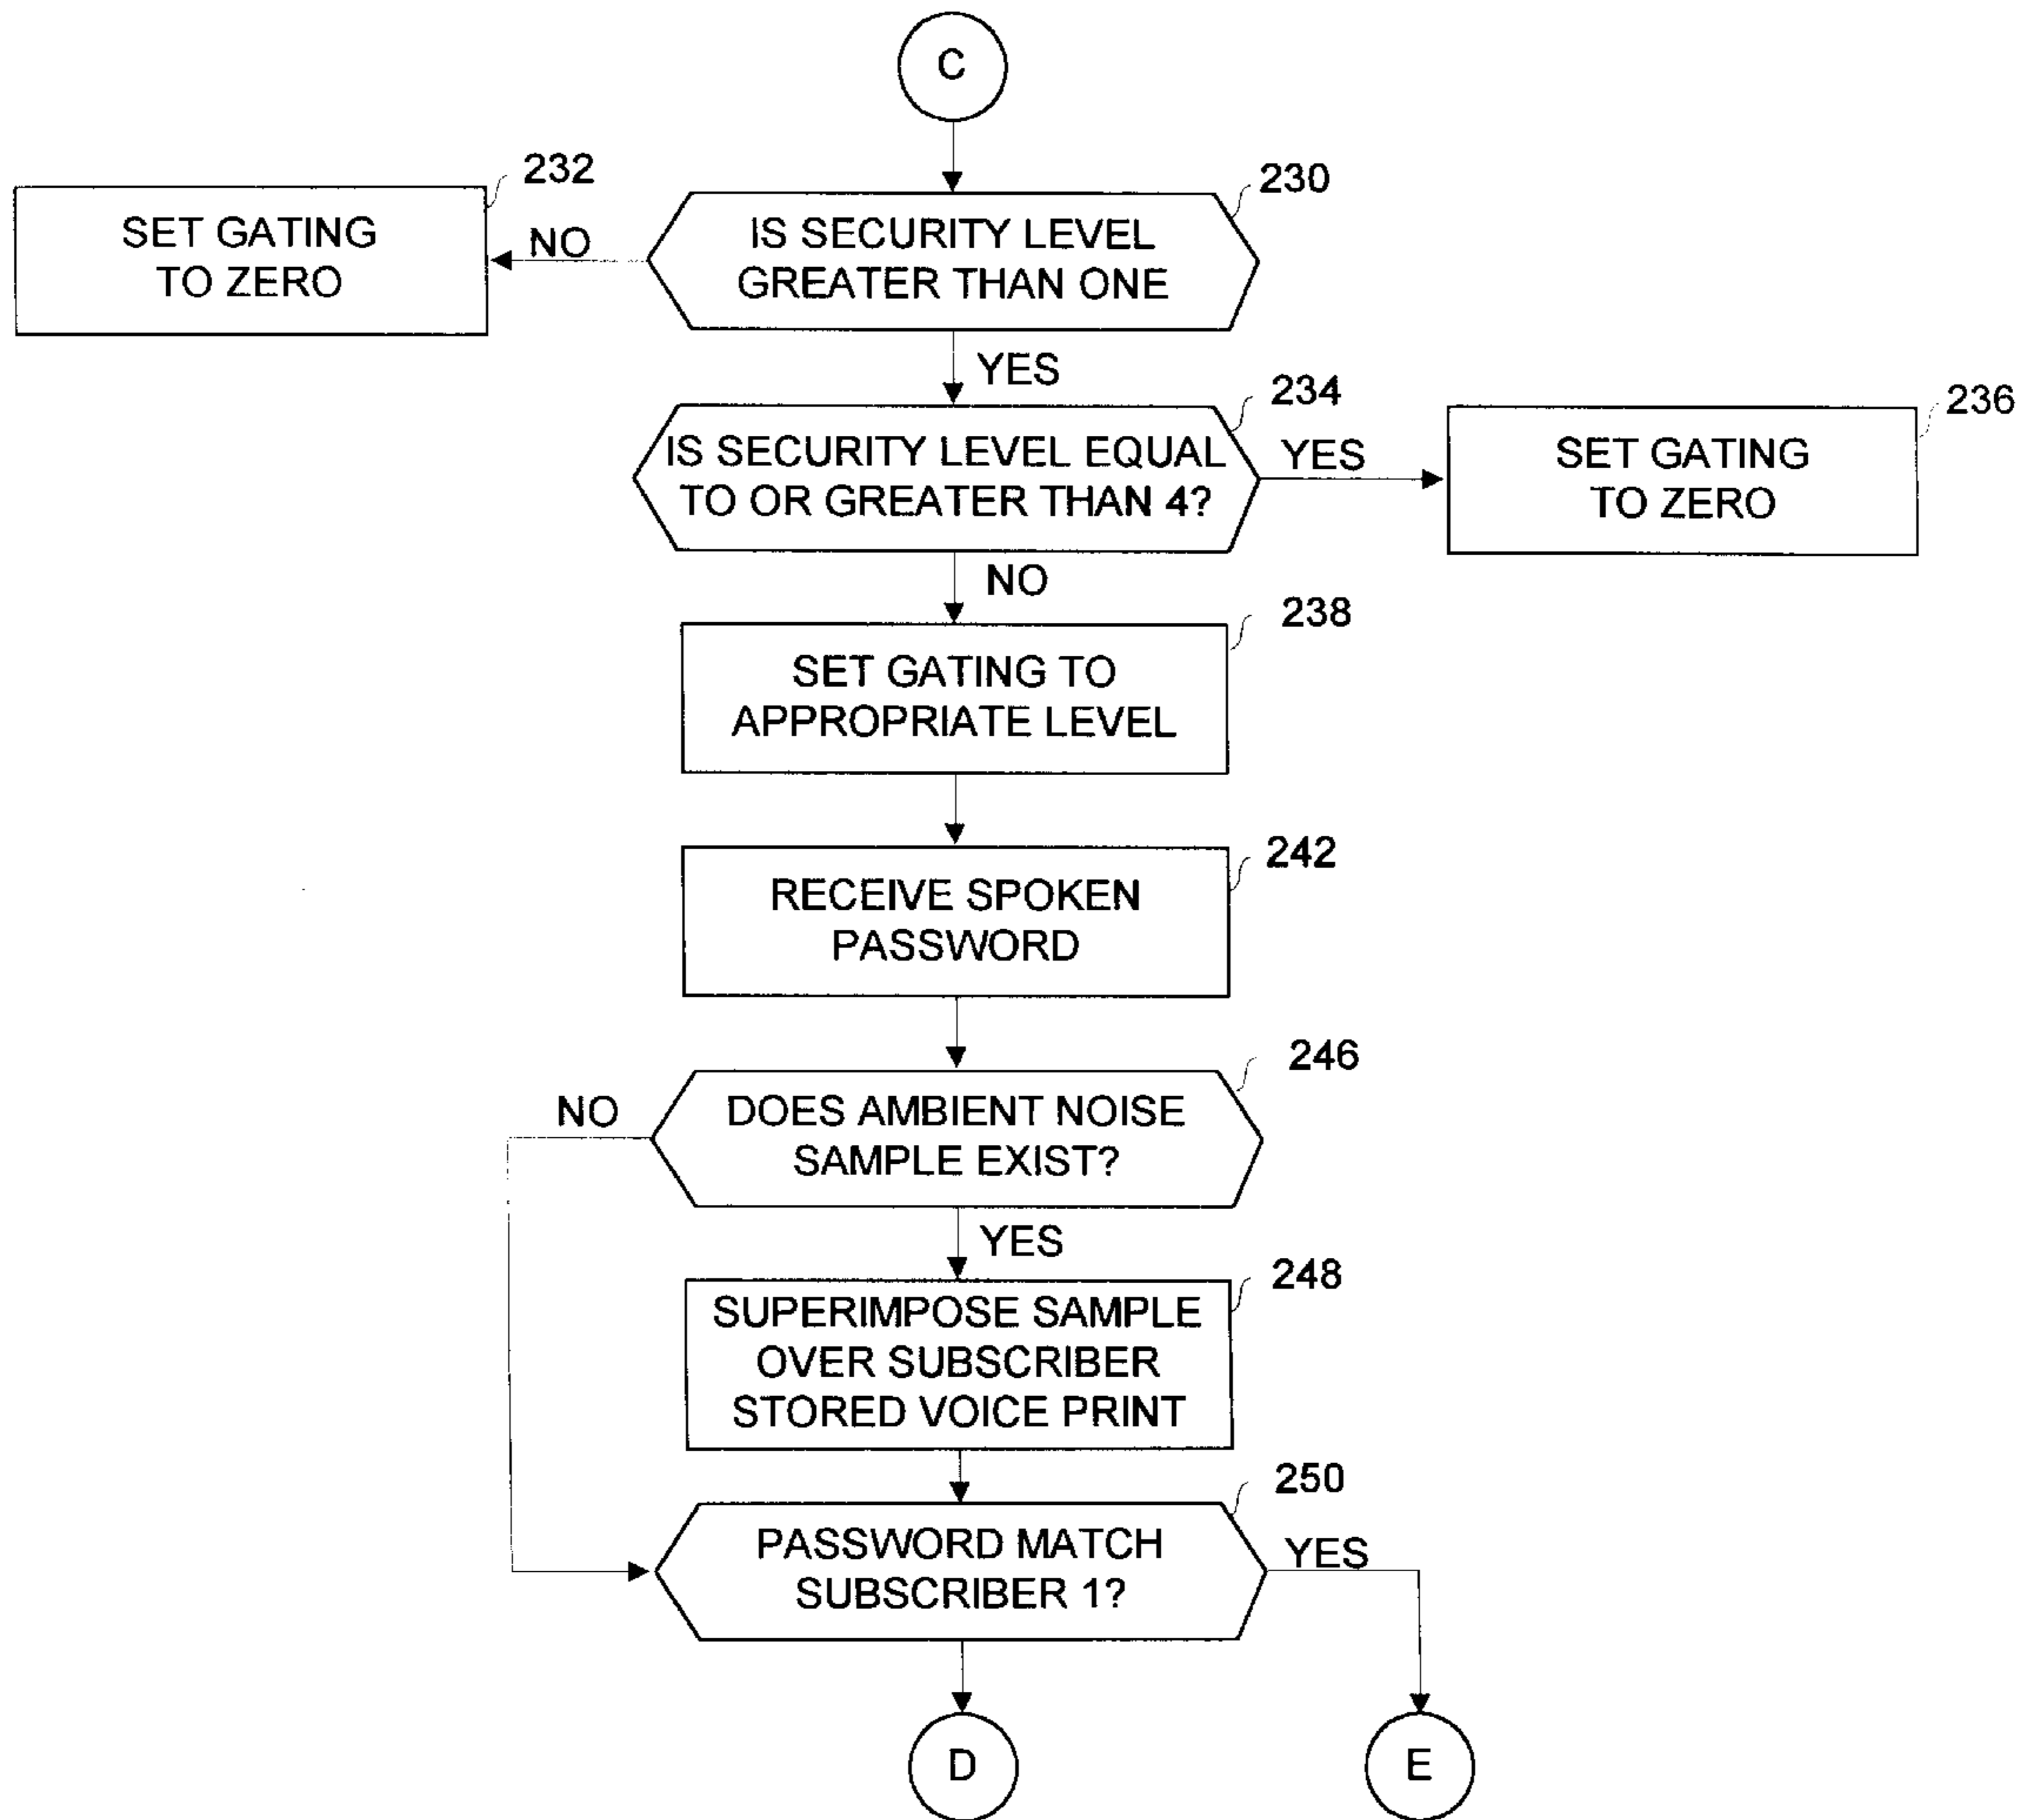 C
232
230
SET GATING
TO ZERO
NO
IS SECURITY LEVEL
GREATER THAN ONE
YES
234
236
IS SECURITY LEVEL EQUAL
TO OR GREATER THAN 4?
YES
SET GATING
TO ZERO
NO
238
SET GATING TO
APPROPRIATE LEVEL
242
RECEIVE SPOKEN
PASSWORD
246
NO
DOES AMBIENT NOISE
SAMPLE EXIST?
YES
248
SUPERIMPOSE SAMPLE
OVER SUBSCRIBER
STORED VOICE PRINT
250
PASSWORD MATCH
SUBSCRIBER 1?
YES
D
E